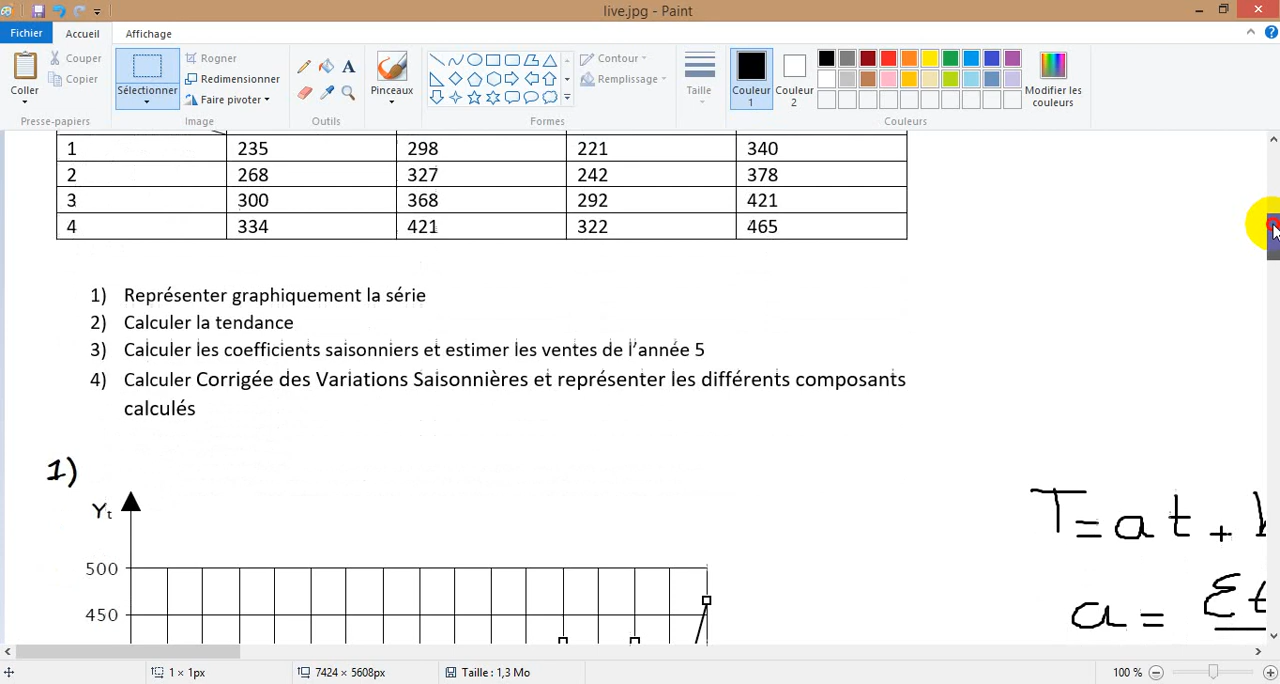 live.jpg - Paint
Fichier Accueil Affichage
Coller
Couper
Copier
Presse-papiers
Sélectionner
Rogner
Redimensionner
Faire pivoter
Image
A
Outils
Pinceaux
Contour
Remplissage
Formes
Taille
Couleur 1
Couleur 2
Modifier les couleurs
Couleurs
1 235 298 221 340
2 268 327 242 378
3 300 368 292 421
4 334 421 322 465
1) Représenter graphiquement la série
2) Calculer la tendance
3) Calculer les coefficients saisonniers et estimer les ventes de l’année 5
4) Calculer Corrigée des Variations Saisonnières et représenter les différents composants
calculés
1)
Yt
500
450
T = at +
a = Σt
1 × 1px
7424 × 5608px
Taille : 1,3 Mo
100 %